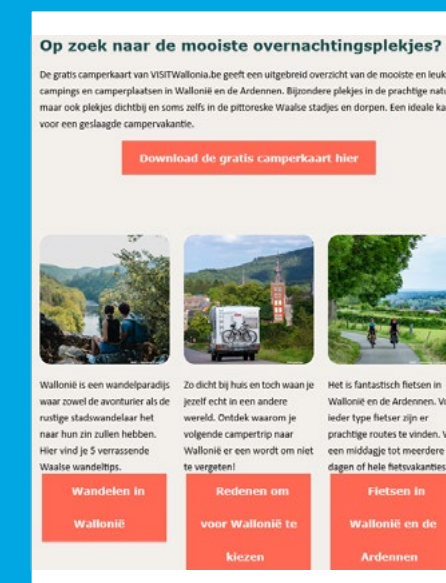 Op zoek naar de mooiste overnachtingsplekjes?
De gratis camperkaart van VISITWallonia.be geeft een uitgebreid overzicht van de mooiste en leuk
campings en camperplaatsen in Wallonië en de Ardennen. Bijzondere plekjes in de prachtige natu
maar ook plekjes dichtbij en soms zelfs in de pittoreske Waalse stadjes en dorpen. Een ideale ka
voor een geslaagde campervakantie.
Download de gratis camperkaart hier
Wallonië is een wandelparadijs
waar zowel de avonturier als de
rustige stadswandelaar het
naar hun zin zullen hebben.
Hier vind je 5 verrassende
Waalse wandeltips.
Wandelen in
Wallonië
Zo dicht bij huis en toch waan je
jezelf echt in een andere
wereld. Ontdek waarom je
volgende campertrip naar
Wallonië er een wordt om niet
te vergeten!
Redenen om
voor Wallonië te
kiezen
Het is fantastisch fietsen in
Wallonië en de Ardennen. Vo
ieder type fietser zijn er
prachtige routes te vinden. V
een middagje tot meerdere
dagen of hele fietsvakanties
Fietsen in
Wallonië en de
Ardennen